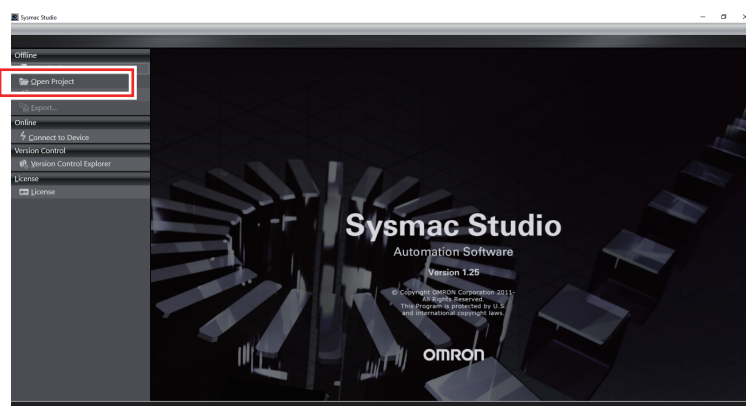 Sysmac Studio
Offline
Open Project
Export...
Online
Connect to Device
Version Control
Version Control Explorer
License
License
Sysmac Studio
Automation Software
Version 1.25
© Copyright OMRON Corporation 2011-
All Rights Reserved.
This Program is protected by U.S.
and international copyright laws.
OMRON